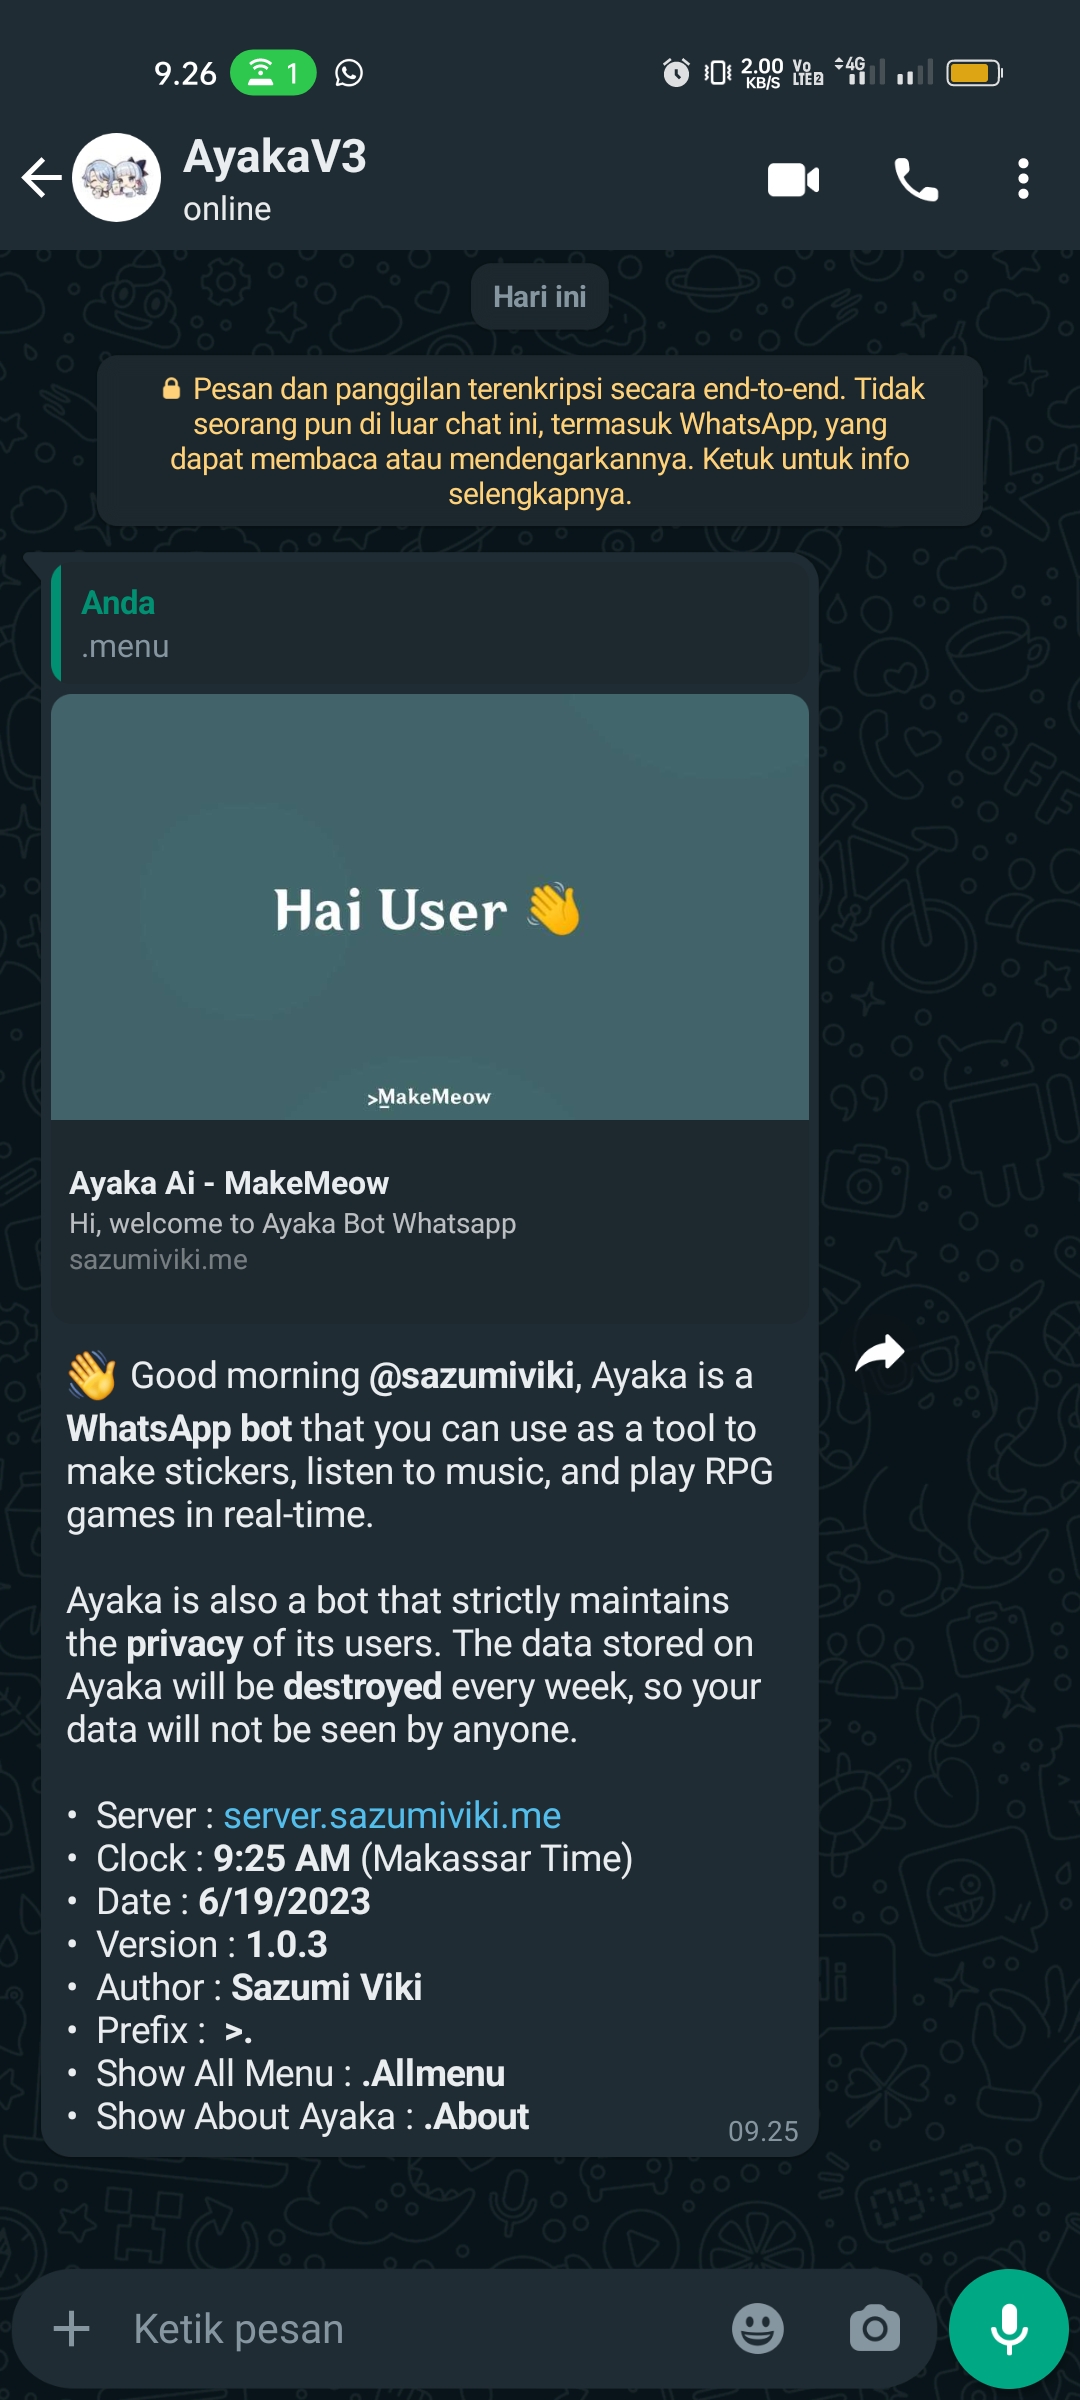 9.26 1 2.00 KB/S Vo LTE2 4G
AyakaV3
online
Hari ini
Pesan dan panggilan terenkripsi secara end-to-end. Tidak
seorang pun di luar chat ini, termasuk WhatsApp, yang
dapat membaca atau mendengarkannya. Ketuk untuk info
selengkapnya.
Anda
.menu
Hai User 👋
>MakeMeow
Ayaka Ai - MakeMeow
Hi, welcome to Ayaka Bot Whatsapp
sazumiviki.me
👋 Good morning @sazumiviki, Ayaka is a
WhatsApp bot that you can use as a tool to
make stickers, listen to music, and play RPG
games in real-time.
Ayaka is also a bot that strictly maintains
the privacy of its users. The data stored on
Ayaka will be destroyed every week, so your
data will not be seen by anyone.
• Server : server.sazumiviki.me
• Clock : 9:25 AM (Makassar Time)
• Date : 6/19/2023
• Version : 1.0.3
• Author : Sazumi Viki
• Prefix : >.
• Show All Menu : .Allmenu
• Show About Ayaka : .About
09.25
Ketik pesan